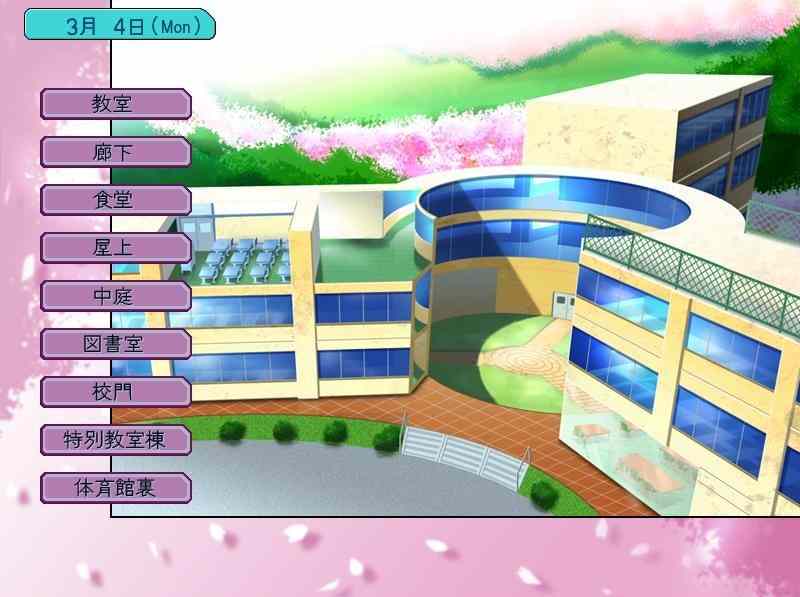 3月 4日(Mon)
教室
廊下
食堂
屋上
中庭
図書室
校門
特別教室棟
体育館裏